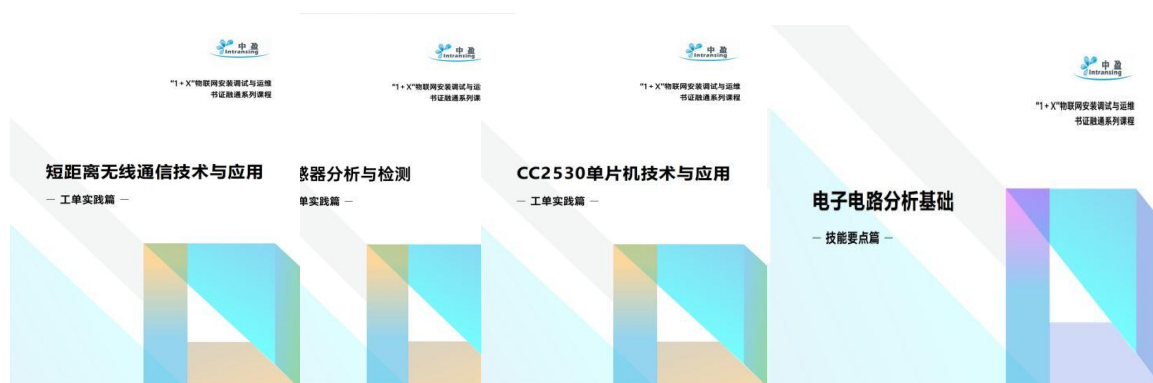 中盈
Intransing
"1+X"物联网安装调试与运维
书证融通系列课程
短距离无线通信技术与应用
— 工单实践篇 —
中盈
Intransing
"1+X"物联网安装调试与运
书证融通系列课
感器分析与检测
单实践篇 —
中盈
Intransing
"1+X"物联网安装调试与运维
书证融通系列课程
CC2530单片机技术与应用
— 工单实践篇 —
中盈
Intransing
"1+X"物联网安装调试与运维
书证融通系列课程
电子电路分析基础
— 技能要点篇 —